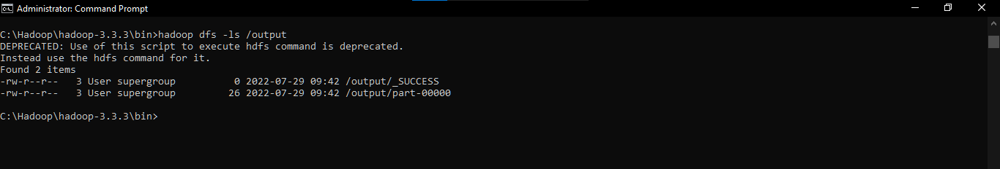 Administrator: Command Prompt
C:\Hadoop\hadoop-3.3.3\bin>hadoop dfs -ls /output
DEPRECATED: Use of this script to execute hdfs command is deprecated.
Instead use the hdfs command for it.
Found 2 items
-rw-r--r--   3 User supergroup          0 2022-07-29 09:42 /output/_SUCCESS
-rw-r--r--   3 User supergroup         26 2022-07-29 09:42 /output/part-00000
C:\Hadoop\hadoop-3.3.3\bin>